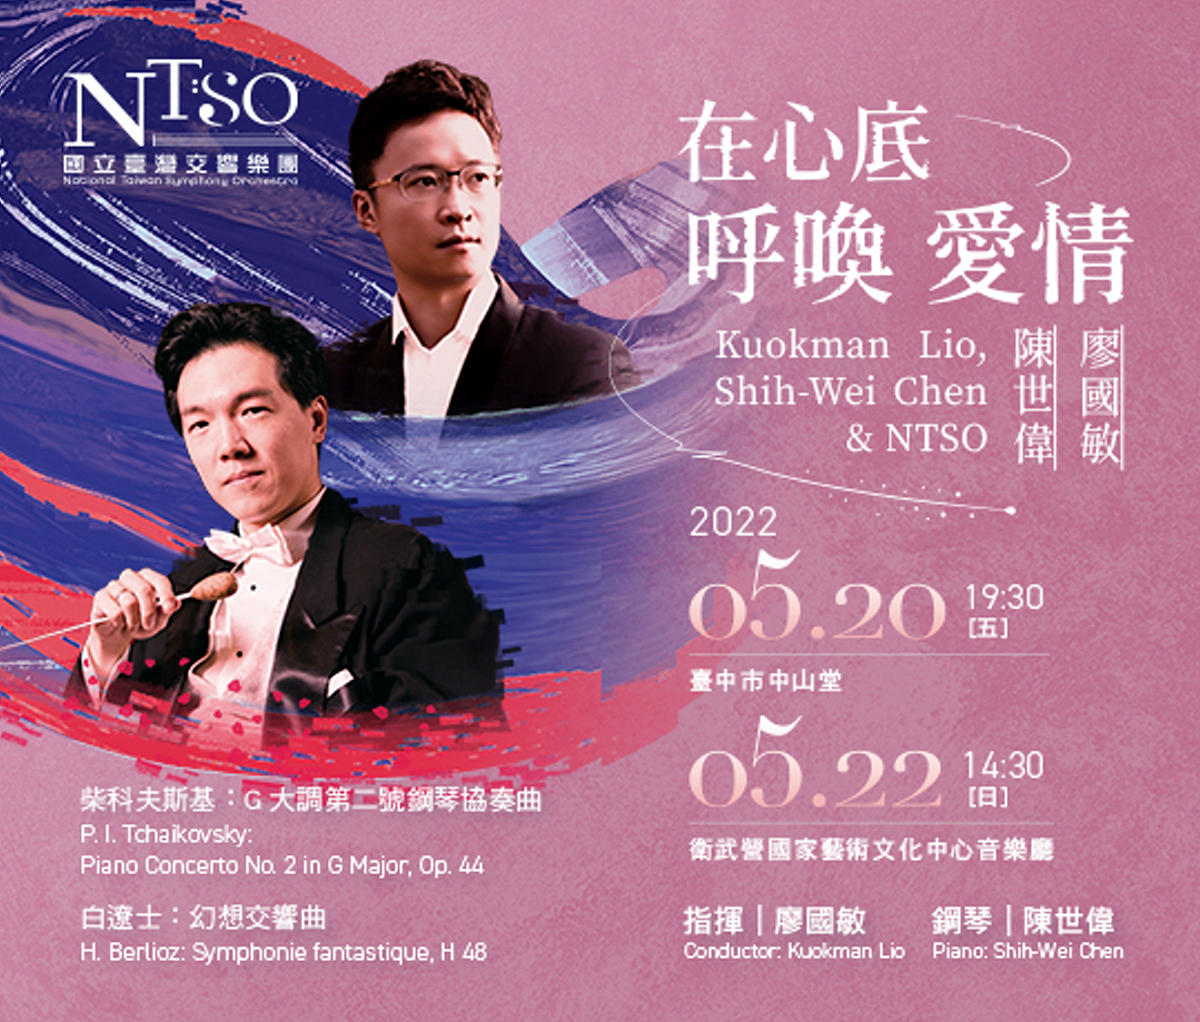 NTSO
國立臺灣交響樂團
National Taiwan Symphony Orchestra
在心底
呼喚 愛情
Kuokman Lio,
Shih-Wei Chen
& NTSO
廖國敏
陳世偉
2022
05.20 19:30 [五]
臺中市中山堂
05.22 14:30 [日]
衛武營國家藝術文化中心音樂廳
柴科夫斯基：G 大調第二號鋼琴協奏曲
P. I. Tchaikovsky:
Piano Concerto No. 2 in G Major, Op. 44
白遼士：幻想交響曲
H. Berlioz: Symphonie fantastique, H 48
指揮｜廖國敏
Conductor: Kuokman Lio
鋼琴｜陳世偉
Piano: Shih-Wei Chen